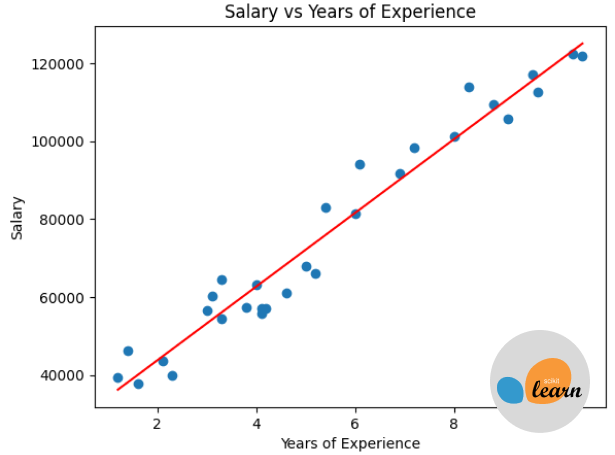 Salary vs Years of Experience
120000
100000
80000
60000
40000
Salary
2
4
6
8
Years of Experience
scikit
learn